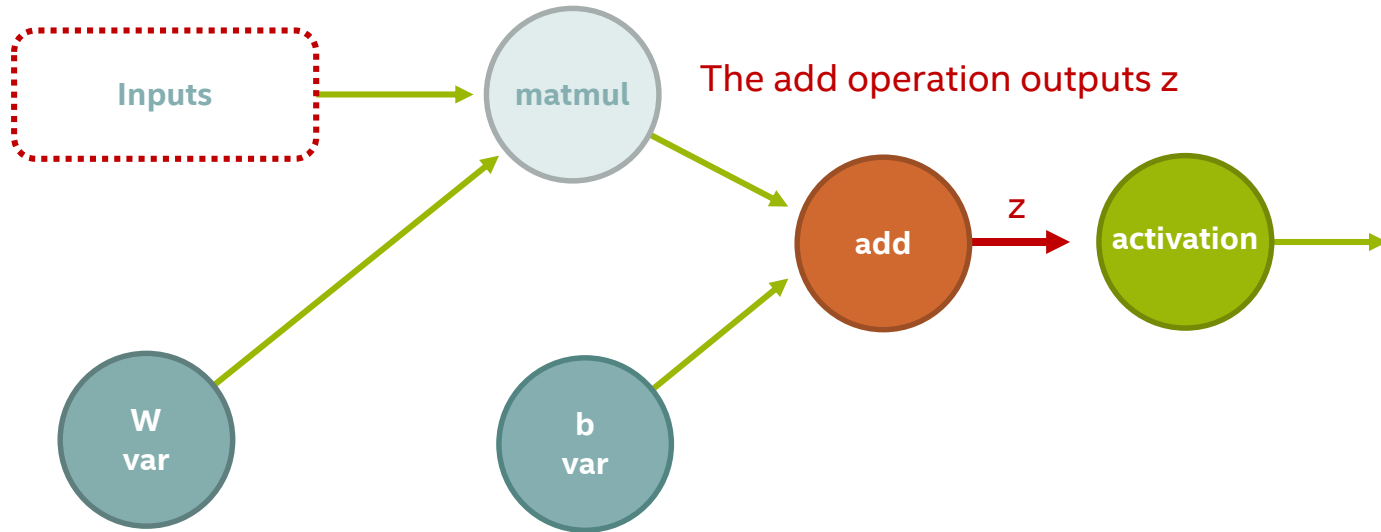 Inputs
matmul
The add operation outputs z
add
z
activation
W
var
b
var